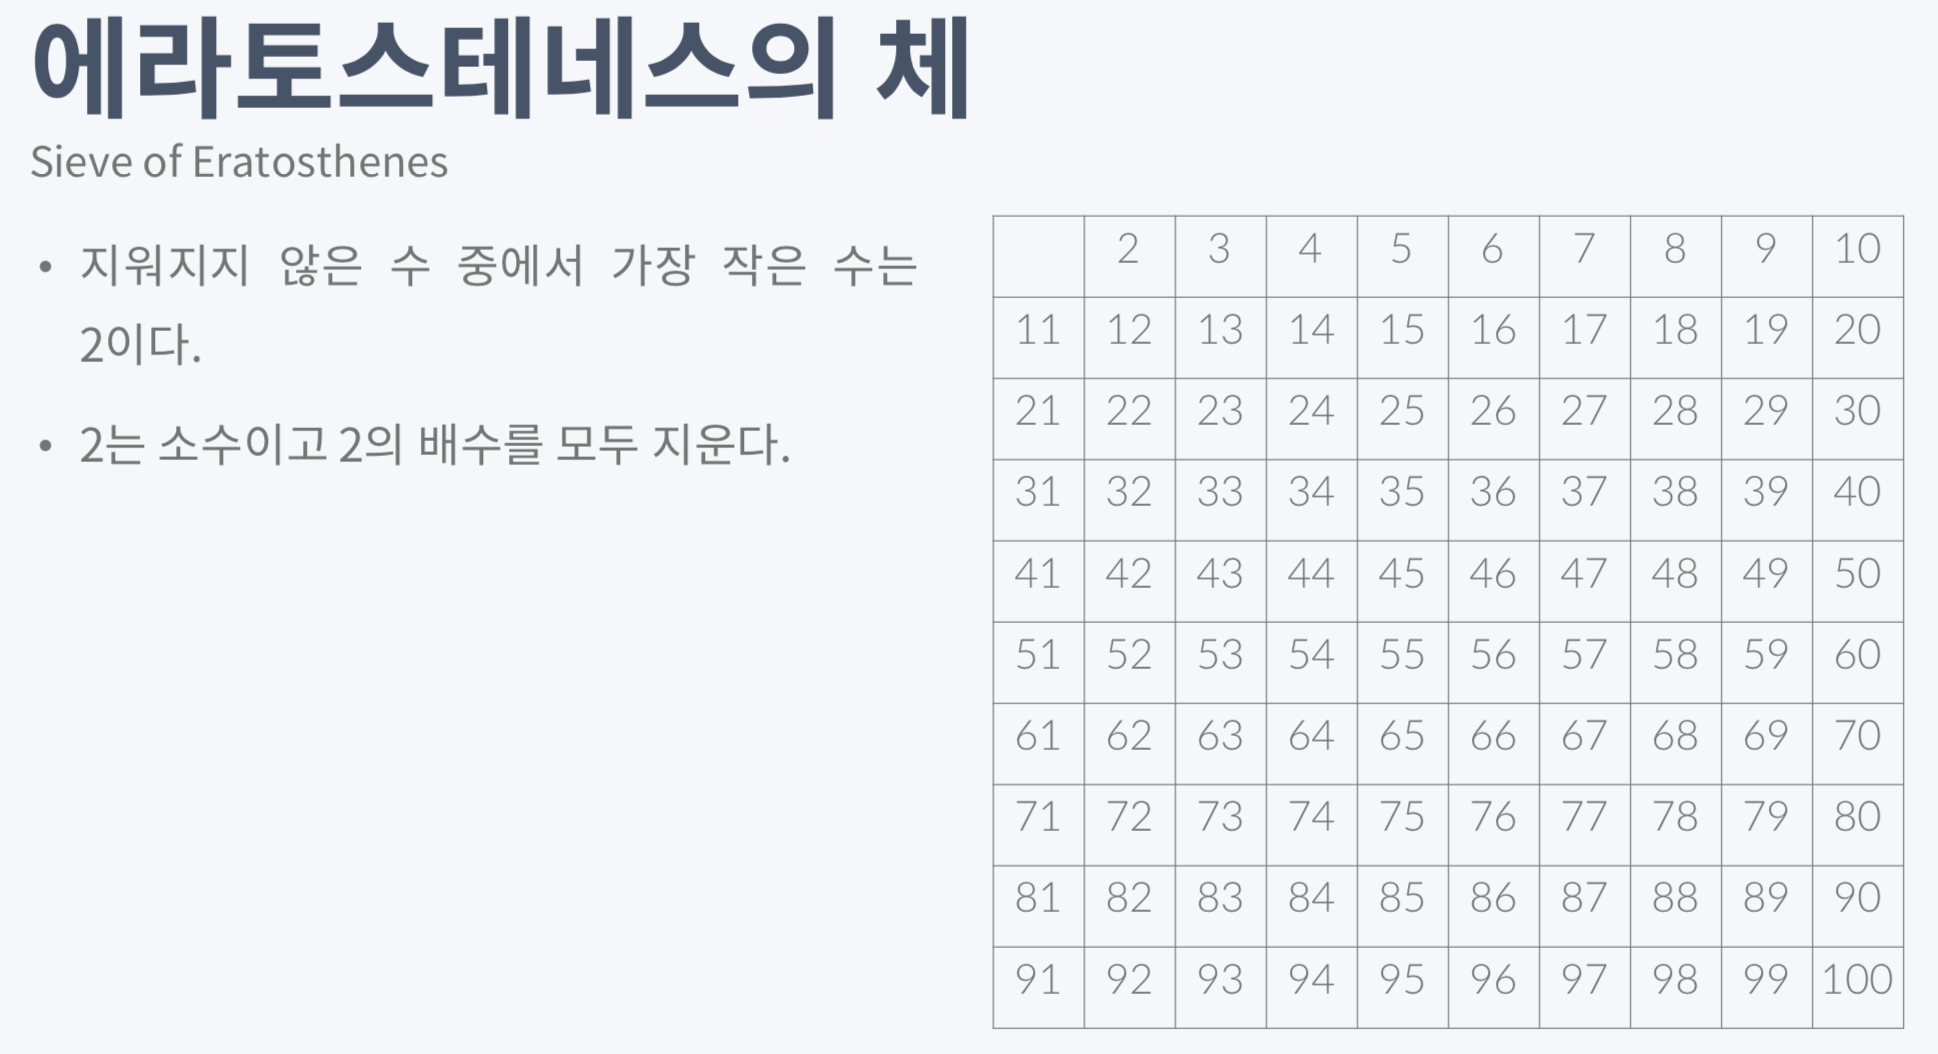 에라토스테네스의 체
Sieve of Eratosthenes
• 지워지지 않은 수 중에서 가장 작은 수는
2이다.
• 2는 소수이고 2의 배수를 모두 지운다.
2 3 4 5 6 7 8 9 10
11 12 13 14 15 16 17 18 19 20
21 22 23 24 25 26 27 28 29 30
31 32 33 34 35 36 37 38 39 40
41 42 43 44 45 46 47 48 49 50
51 52 53 54 55 56 57 58 59 60
61 62 63 64 65 66 67 68 69 70
71 72 73 74 75 76 77 78 79 80
81 82 83 84 85 86 87 88 89 90
91 92 93 94 95 96 97 98 99 100